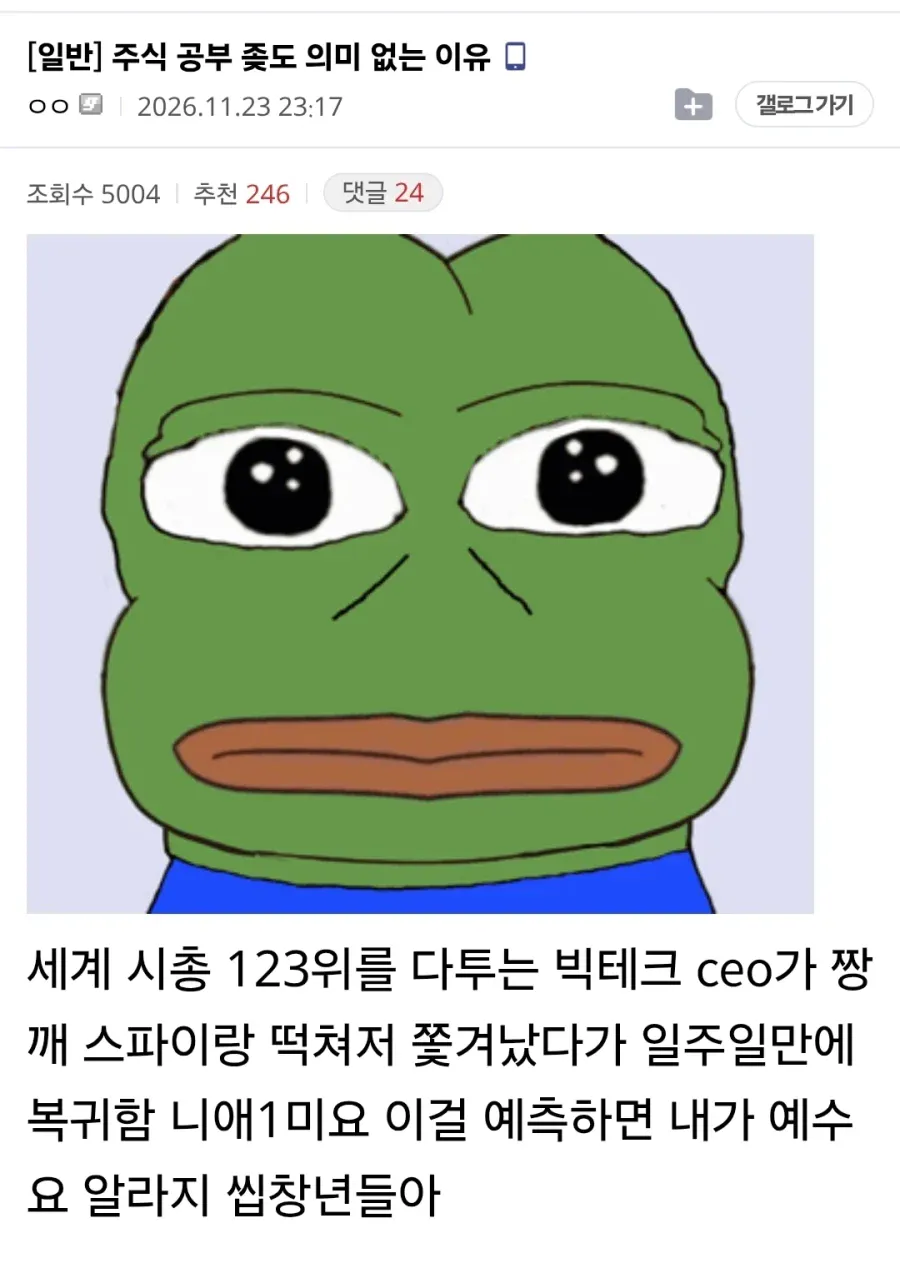 [일반] 주식 공부 좆도 의미 없는 이유
ㅇㅇ 2026.11.23 23:17
갤로그 가기
조회수 5004 추천 246 댓글 24
세계 시총 123위를 다투는 빅테크 ceo가 짱
깨 스파이랑 떡쳐저 쫓겨났다가 일주일만에
복귀함 니애1미요 이걸 예측하면 내가 예수
요 알라지 씹창년들아